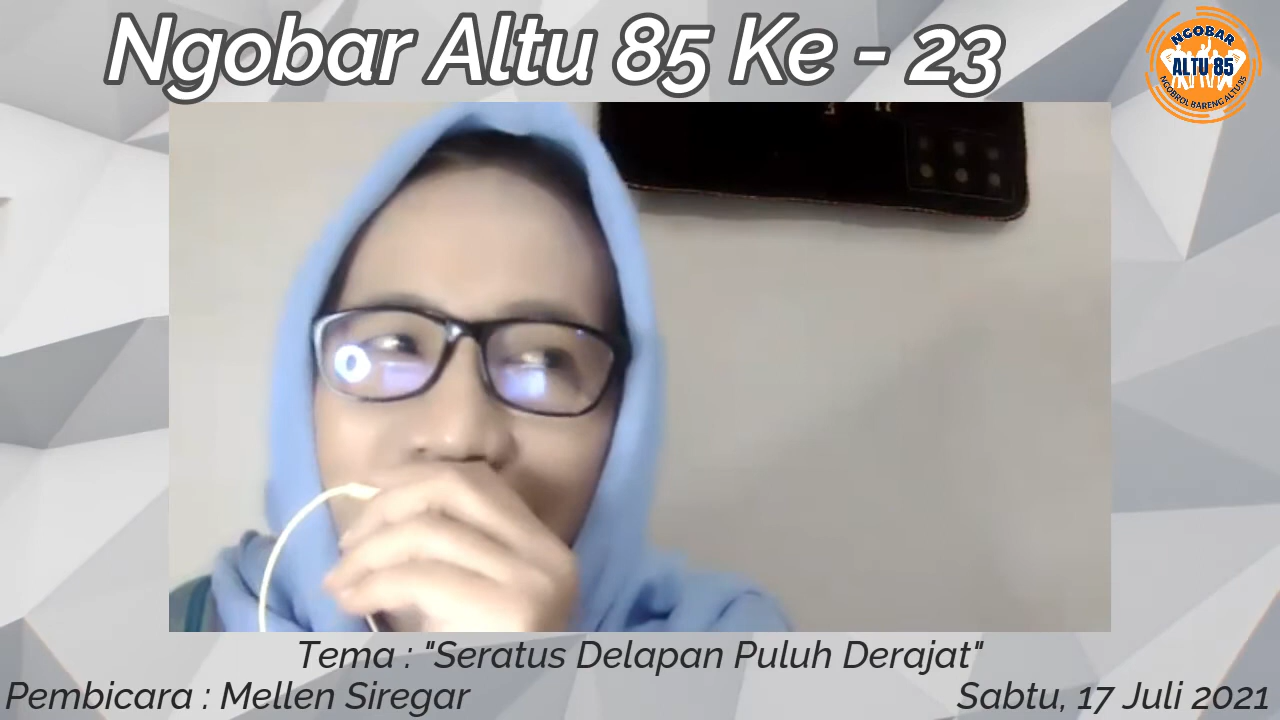 Ngobar Altu 85 Ke - 23
NGOBAR
ALTU 85
NGOBROL BARENG ALTU 85
Tema : "Seratus Delapan Puluh Derajat"
Pembicara : Mellen Siregar
Sabtu, 17 Juli 2021